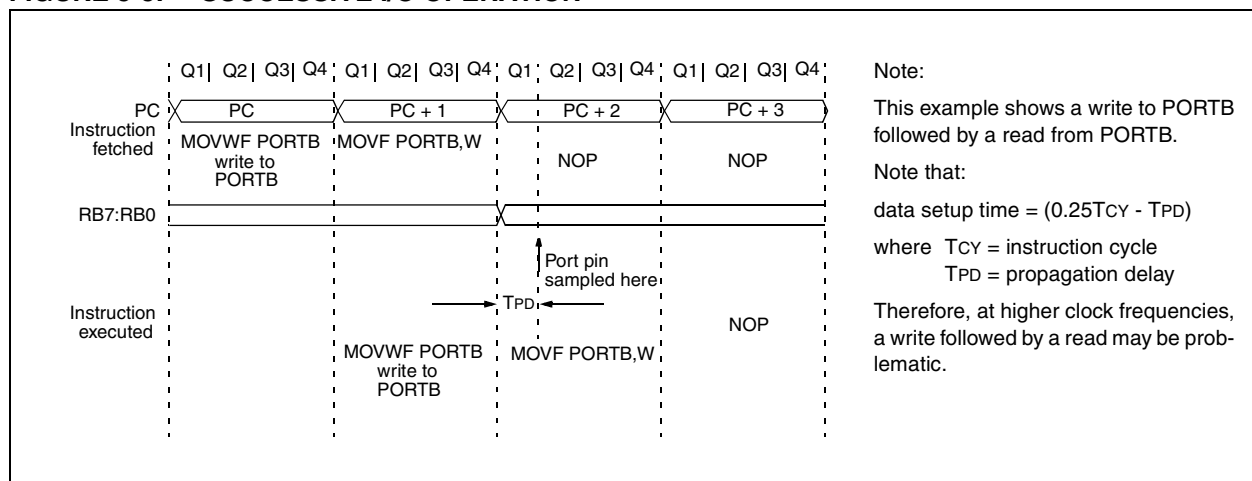 Q1| Q2| Q3| Q4 Q1| Q2| Q3| Q4 Q1 Q2| Q3| Q4 Q1| Q2| Q3| Q4
PC PC PC + 1 PC + 2 PC + 3
Instruction
fetched
MOVWF PORTB
write to
PORTB
MOVF PORTB,W
NOP
NOP
RB7:RB0
Port pin
sampled here
TPD
Instruction
executed
MOVWF PORTB
write to
PORTB
MOVF PORTB,W
NOP
Note:
This example shows a write to PORTB
followed by a read from PORTB.
Note that:
data setup time = (0.25TCY - TPD)
where TCY = instruction cycle
TPD = propagation delay
Therefore, at higher clock frequencies,
a write followed by a read may be prob-
lematic.